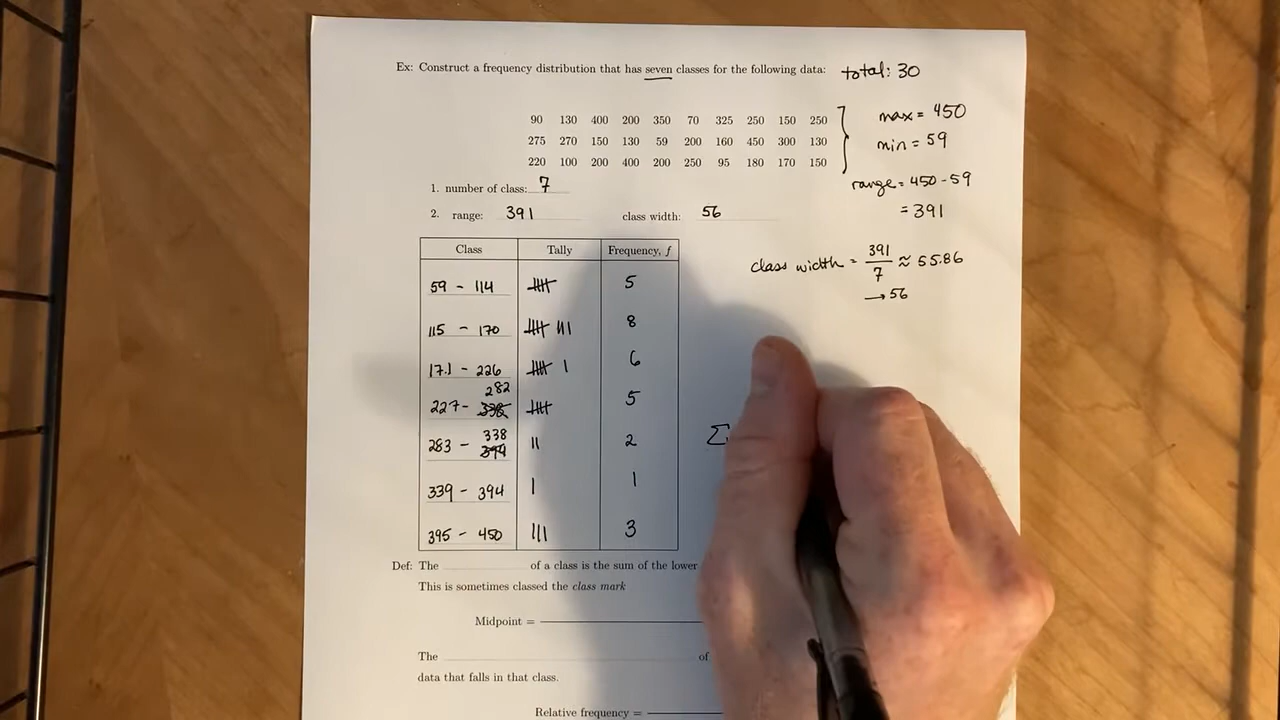 Ex: Construct a frequency distribution that has seven classes for the following data: total: 30
90 130 400 200 350 70 325 250 150 250
275 270 150 130 59 200 160 450 300 130
220 100 200 400 200 250 95 180 170 150
max = 450
min = 59
range = 450 - 59
= 391
1. number of class: 7
2. range: 391 class width: 56
class width = 391/7 ≈ 55.86
→ 56
Class Tally Frequency, f
59 - 114 5
115 - 170 8
171 - 226 6
227 - 338 282 5
283 - 394 338 2
339 - 394 1
395 - 450 3
Σ
Def: The of a class is the sum of the lower
This is sometimes classed the class mark
Midpoint =
The of
data that falls in that class.
Relative frequency =